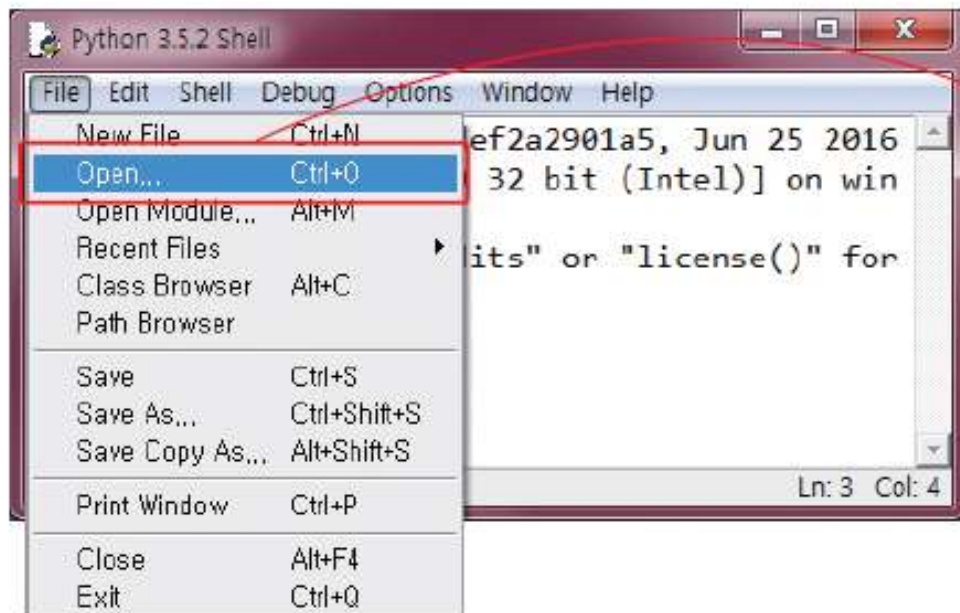 Python 3.5.2 Shell
File Edit Shell Debug Options Window Help
New File Ctrl+N
Open... Ctrl+O
Open Module... Alt+M
Recent Files
Class Browser Alt+C
Path Browser
Save Ctrl+S
Save As... Ctrl+Shift+S
Save Copy As... Alt+Shift+S
Print Window Ctrl+P
Close Alt+F4
Exit Ctrl+Q
ef2a2901a5, Jun 25 2016
32 bit (Intel)] on win
its" or "license()" for
Ln: 3 Col: 4